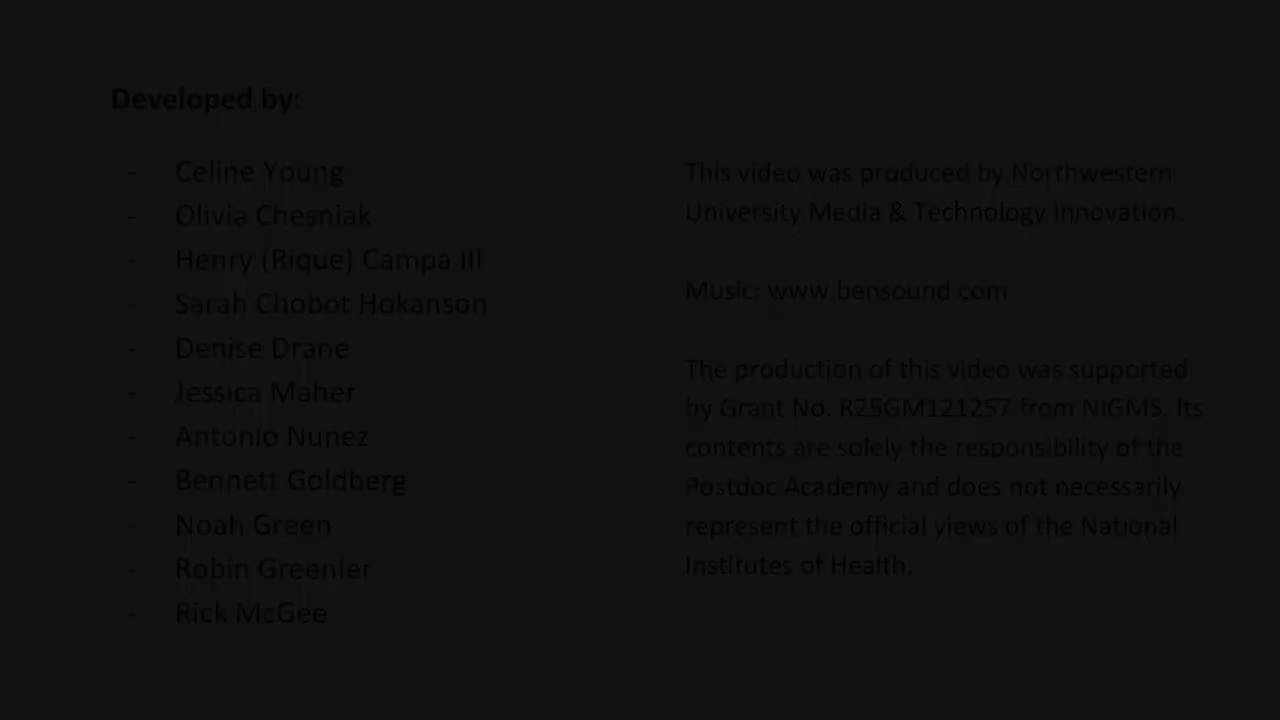 Developed by:
- Celine Young
- Olivia Chesniak
- Henry (Rique) Campa III
- Sarah Chobot Hokanson
- Denise Drane
- Jessica Maher
- Antonio Nunez
- Bennett Goldberg
- Noah Green
- Robin Greenler
- Rick McGee
This video was produced by Northwestern
University Media & Technology Innovation.
Music: www.bensound.com
The production of this video was supported
by Grant No. R25GM121257 from NIGMS. Its
contents are solely the responsibility of the
Postdoc Academy and does not necessarily
represent the official views of the National
Institutes of Health.